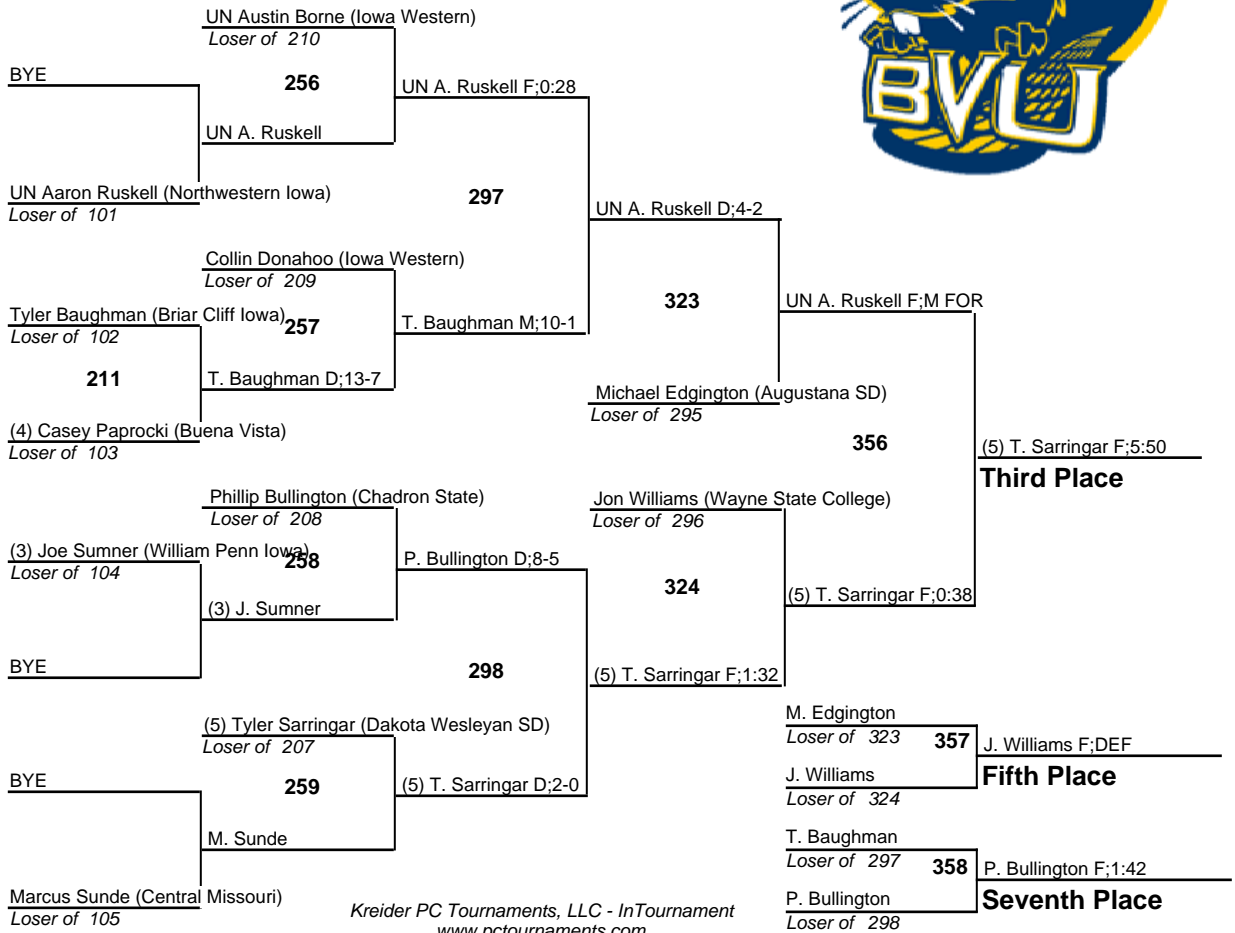 UN Austin Borne (Iowa Western)
Loser of 210
BYE
256
UN A. Ruskell F;0:28
UN A. Ruskell
UN Aaron Ruskell (Northwestern Iowa)
Loser of 101
297
UN A. Ruskell D;4-2
Collin Donahoo (Iowa Western)
Loser of 209
Tyler Baughman (Briar Cliff Iowa)
Loser of 102
257
T. Baughman M;10-1
211
T. Baughman D;13-7
(4) Casey Paprocki (Buena Vista)
Loser of 103
323
UN A. Ruskell F;M FOR
Michael Edgington (Augustana SD)
Loser of 295
356
(5) T. Sarringar F;5:50
Third Place
Phillip Bullington (Chadron State)
Loser of 208
(3) Joe Sumner (William Penn Iowa)
Loser of 104
258
P. Bullington D;8-5
(3) J. Sumner
BYE
Jon Williams (Wayne State College)
Loser of 296
324
(5) T. Sarringar F;0:38
298
(5) T. Sarringar F;1:32
(5) Tyler Sarringar (Dakota Wesleyan SD)
Loser of 207
BYE
259
(5) T. Sarringar D;2-0
M. Sunde
Marcus Sunde (Central Missouri)
Loser of 105
M. Edgington
Loser of 323
357
J. Williams F;DEF
Fifth Place
J. Williams
Loser of 324
T. Baughman
Loser of 297
358
P. Bullington F;1:42
Seventh Place
P. Bullington
Loser of 298
Kreider PC Tournaments, LLC - InTournament
www.pctournaments.com
BVU